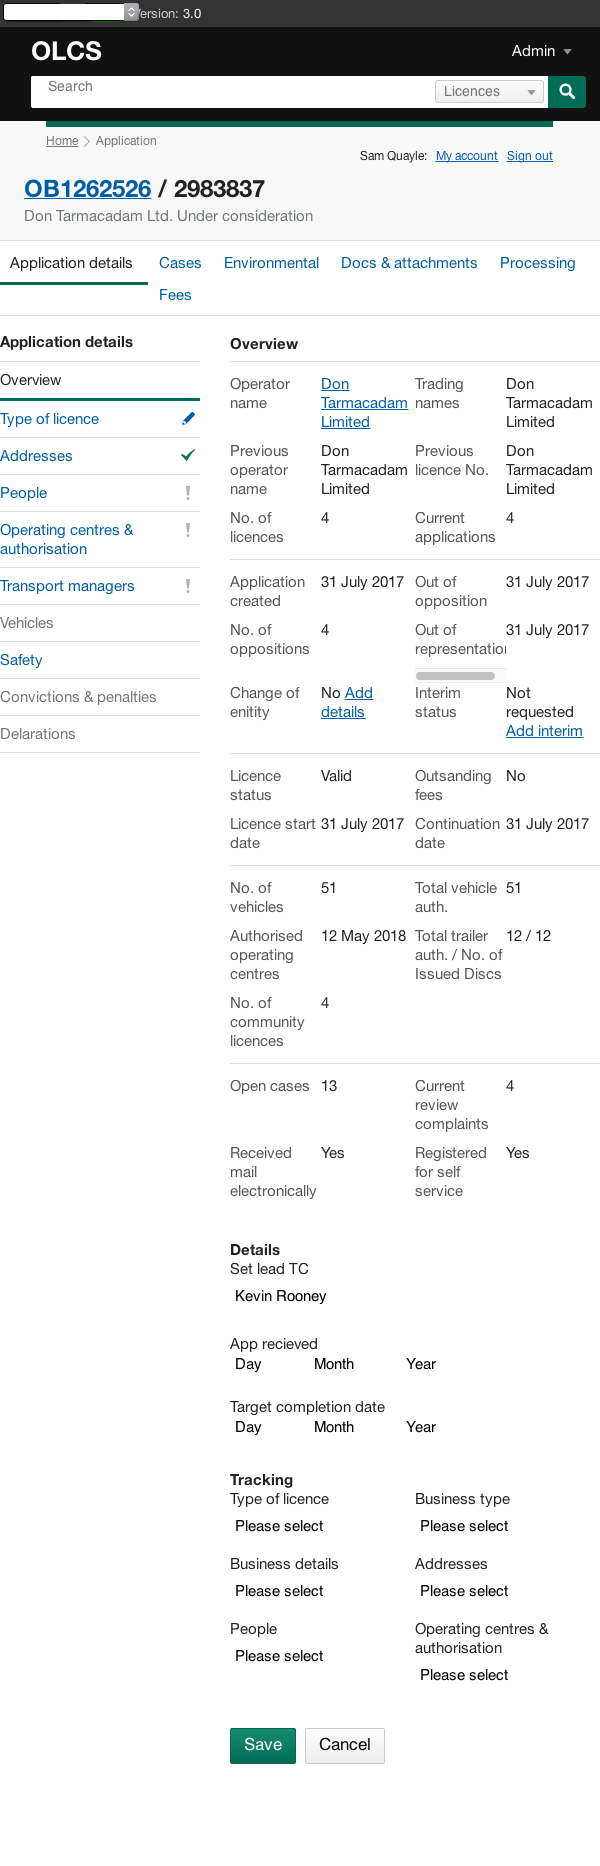 Version: 3.0
OLCS
Admin
Search
Licences
Home
Application
Sam Quayle: My account Sign out
OB1262526 / 2983837
Don Tarmacadam Ltd. Under consideration
Application details
Cases
Environmental
Docs & attachments
Processing
Fees
Application details
Overview
Type of licence
Addresses
People
Operating centres &
authorisation
Transport managers
Vehicles
Safety
Convictions & penalties
Delarations
Overview
Operator
name
Don
Tarmacadam
Limited
Trading
names
Don
Tarmacadam
Limited
Previous
operator
name
Don
Tarmacadam
Limited
Previous
licence No.
Don
Tarmacadam
Limited
No. of
licences
4
Current
applications
4
Application
created
31 July 2017
Out of
opposition
31 July 2017
No. of
oppositions
4
Out of
representation
31 July 2017
Change of
enitity
No Add
details
Interim
status
Not
requested
Add interim
Licence
status
Valid
Outsanding
fees
No
Licence start
date
31 July 2017
Continuation
date
31 July 2017
No. of
vehicles
51
Total vehicle
auth.
51
Authorised
operating
centres
12 May 2018
Total trailer
auth. / No. of
Issued Discs
12 / 12
No. of
community
licences
4
Open cases
13
Current
review
complaints
4
Received
mail
electronically
Yes
Registered
for self
service
Yes
Details
Set lead TC
Kevin Rooney
App recieved
Day Month Year
Target completion date
Day Month Year
Tracking
Type of licence
Please select
Business type
Please select
Business details
Please select
Addresses
Please select
People
Please select
Operating centres &
authorisation
Please select
Save
Cancel